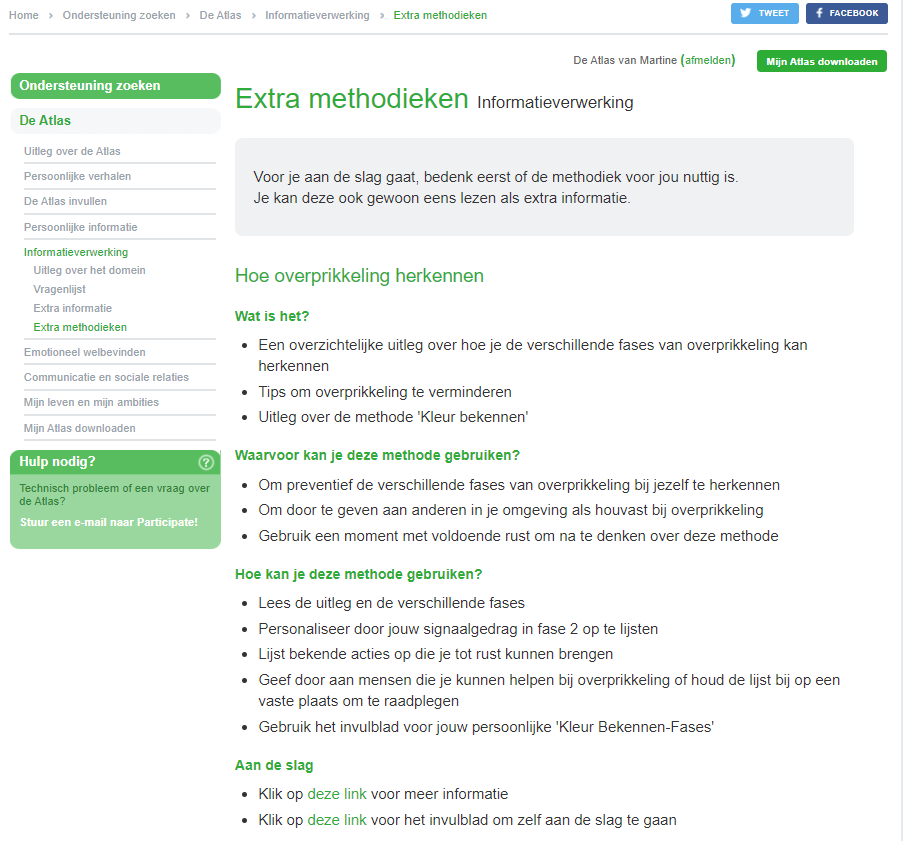 Home › Ondersteuning zoeken › De Atlas › Informatieverwerking › Extra methodieken
TWEET
FACEBOOK
De Atlas van Martine (afmelden)
Mijn Atlas downloaden
Ondersteuning zoeken
De Atlas
Uitleg over de Atlas
Persoonlijke verhalen
De Atlas invullen
Persoonlijke informatie
Informatieverwerking
Uitleg over het domein
Vragenlijst
Extra informatie
Extra methodieken
Emotioneel welbevinden
Communicatie en sociale relaties
Mijn leven en mijn ambities
Mijn Atlas downloaden
Hulp nodig? ?
Technisch probleem of een vraag over
de Atlas?
Stuur een e-mail naar Participate!
Extra methodieken Informatieverwerking
Voor je aan de slag gaat, bedenk eerst of de methodiek voor jou nuttig is.
Je kan deze ook gewoon eens lezen als extra informatie.
Hoe overprikkeling herkennen
Wat is het?
• Een overzichtelijke uitleg over hoe je de verschillende fases van overprikkeling kan
herkennen
• Tips om overprikkeling te verminderen
• Uitleg over de methode 'Kleur bekennen'
Waarvoor kan je deze methode gebruiken?
• Om preventief de verschillende fases van overprikkeling bij jezelf te herkennen
• Om door te geven aan anderen in je omgeving als houvast bij overprikkeling
• Gebruik een moment met voldoende rust om na te denken over deze methode
Hoe kan je deze methode gebruiken?
• Lees de uitleg en de verschillende fases
• Personaliseer door jouw signaalgedrag in fase 2 op te lijsten
• Lijst bekende acties op die je tot rust kunnen brengen
• Geef door aan mensen die je kunnen helpen bij overprikkeling of houd de lijst bij op een
vaste plaats om te raadplegen
• Gebruik het invulblad voor jouw persoonlijke 'Kleur Bekennen-Fases'
Aan de slag
• Klik op deze link voor meer informatie
• Klik op deze link voor het invulblad om zelf aan de slag te gaan